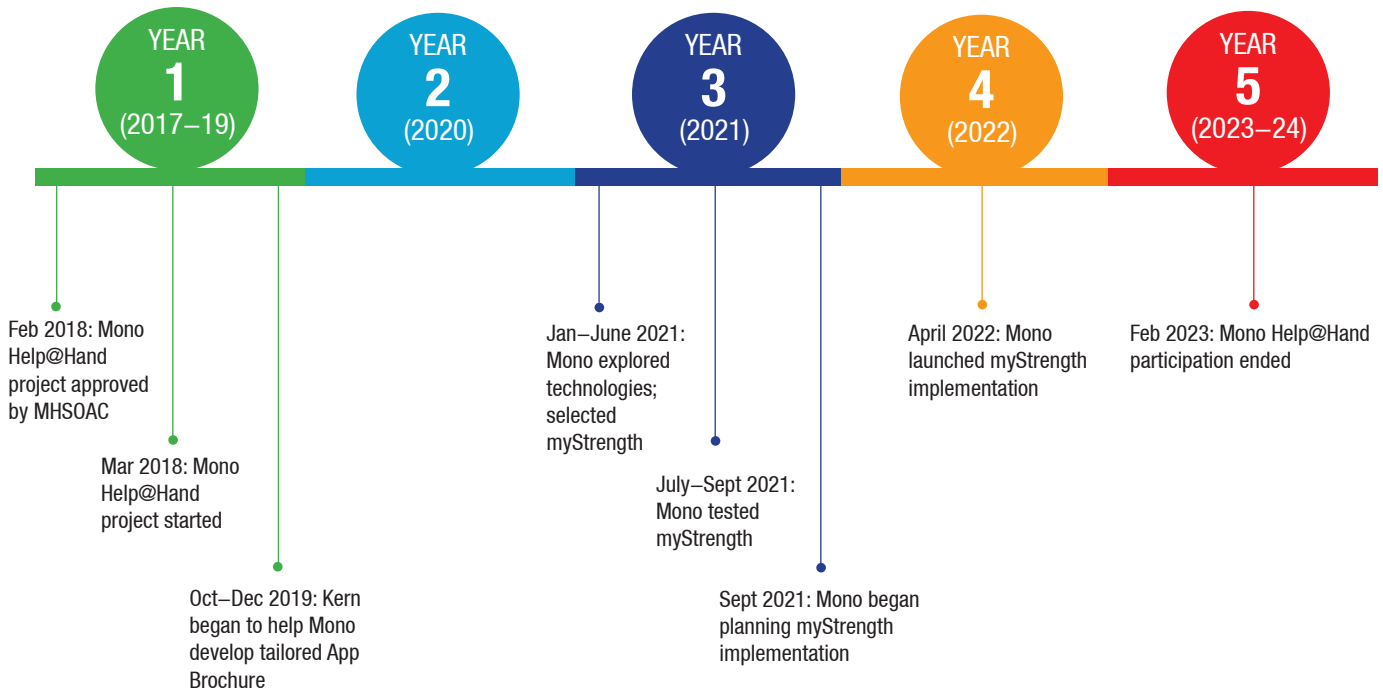 YEAR
1
(2017–19)
YEAR
2
(2020)
YEAR
3
(2021)
YEAR
4
(2022)
YEAR
5
(2023–24)
Feb 2018: Mono
Help@Hand
project approved
by MHSOAC
Mar 2018: Mono
Help@Hand
project started
Oct–Dec 2019: Kern
began to help Mono
develop tailored App
Brochure
Jan–June 2021:
Mono explored
technologies;
selected
myStrength
July–Sept 2021:
Mono tested
myStrength
Sept 2021: Mono began
planning myStrength
implementation
April 2022: Mono
launched myStrength
implementation
Feb 2023: Mono Help@Hand
participation ended